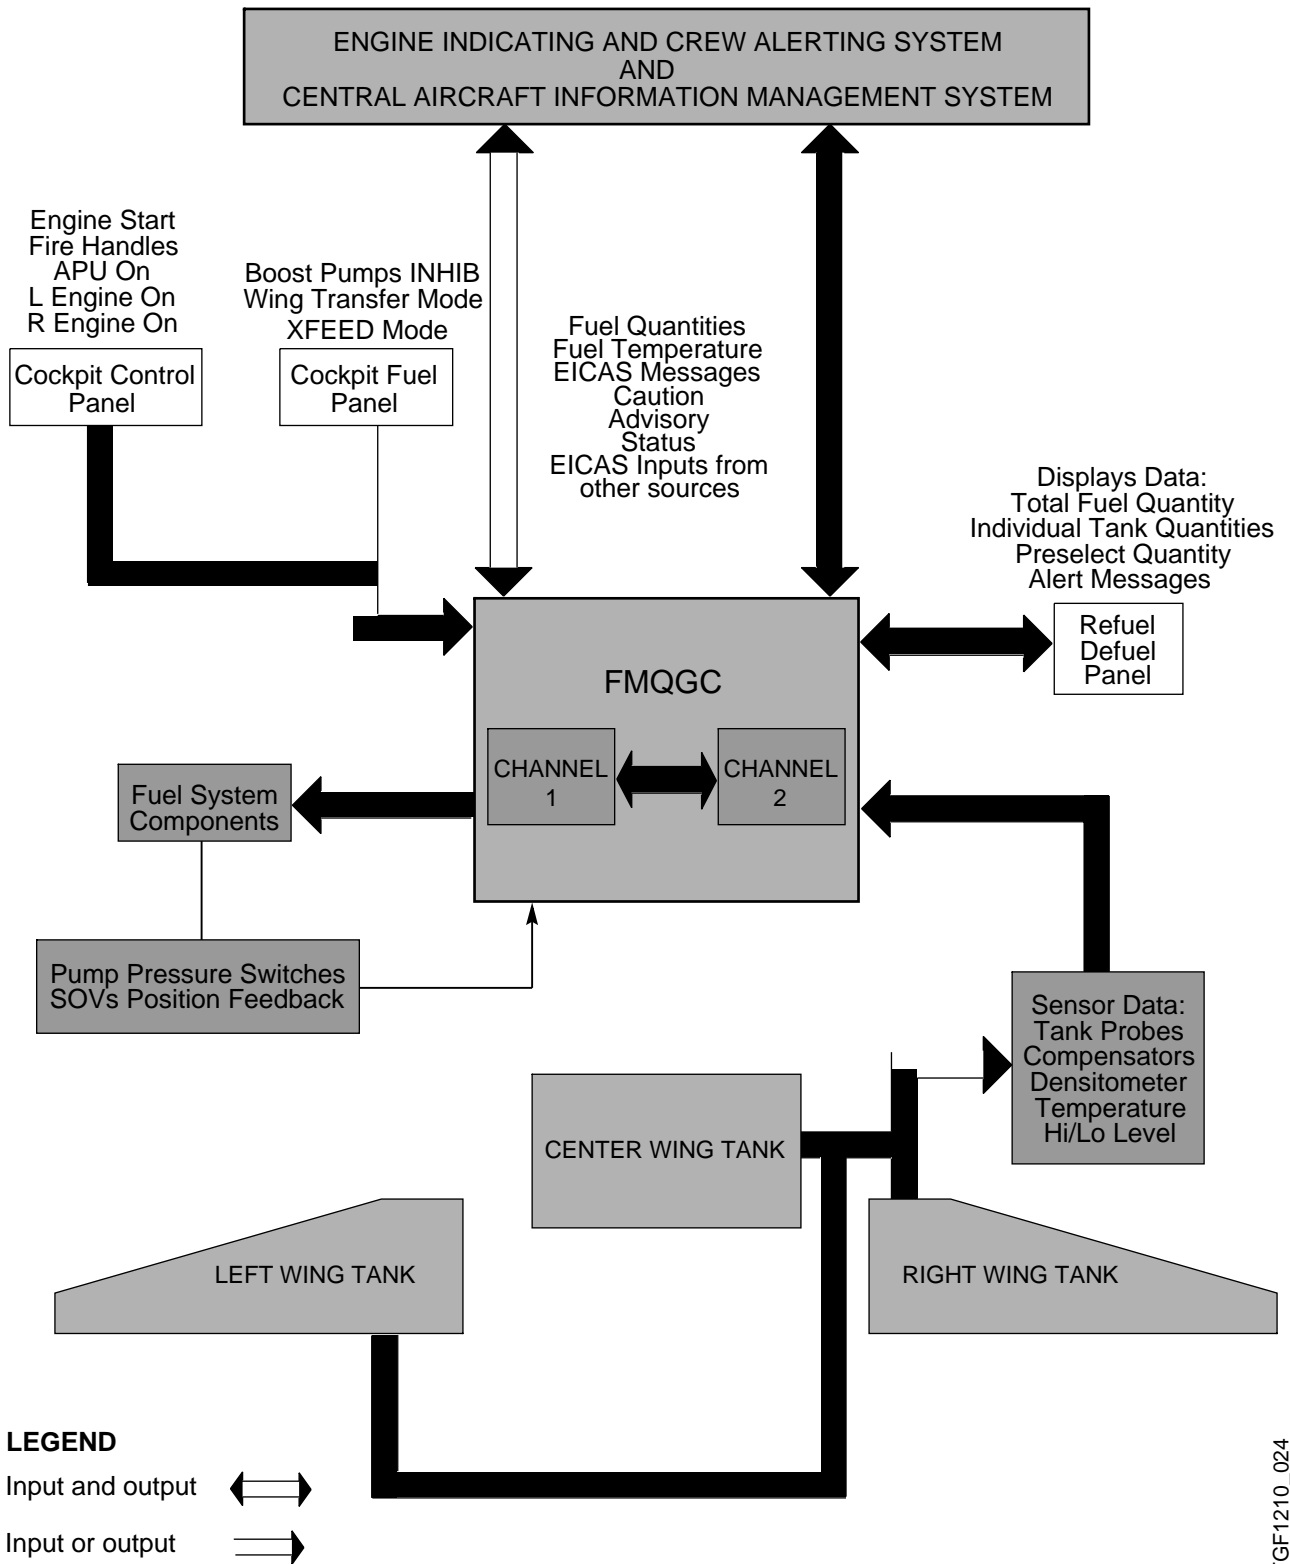 ENGINE INDICATING AND CREW ALERTING SYSTEM
AND
CENTRAL AIRCRAFT INFORMATION MANAGEMENT SYSTEM
Engine Start
Fire Handles
APU On
L Engine On
R Engine On
Cockpit Control
Panel
Boost Pumps INHIB
Wing Transfer Mode
XFEED Mode
Cockpit Fuel
Panel
Fuel Quantities
Fuel Temperature
EICAS Messages
Caution
Advisory
Status
EICAS Inputs from
other sources
Displays Data:
Total Fuel Quantity
Individual Tank Quantities
Preselect Quantity
Alert Messages
Refuel
Defuel
Panel
FMQGC
CHANNEL
1
CHANNEL
2
Fuel System
Components
Pump Pressure Switches
SOVs Position Feedback
Sensor Data:
Tank Probes
Compensators
Densitometer
Temperature
Hi/Lo Level
CENTER WING TANK
LEFT WING TANK
RIGHT WING TANK
LEGEND
Input and output
Input or output
GF1210_024